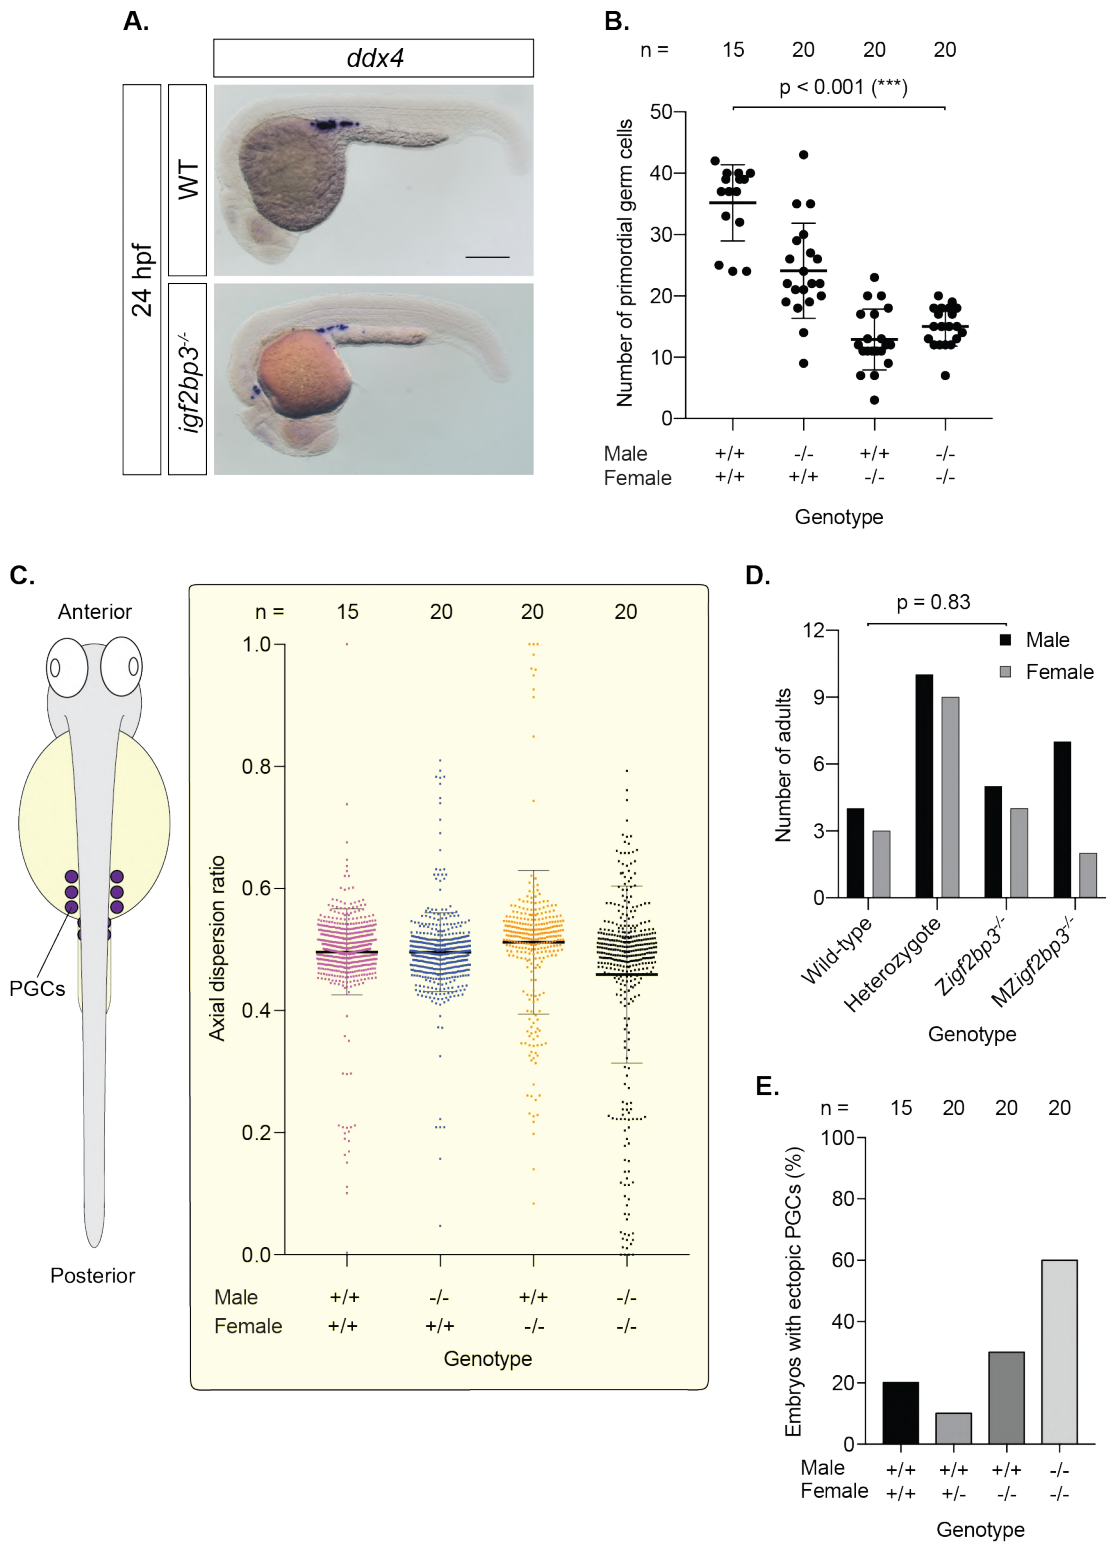 A.
ddx4
24 hpf
WT
igf2bp3-/-
B.
n = 15 20 20 20
p < 0.001 (***)
Number of primordial germ cells
50
40
30
20
10
0
Male +/+ -/- +/+ -/-
Female +/+ +/+ -/- -/-
Genotype
C.
Anterior
PGCs
Posterior
n = 15 20 20 20
Axial dispersion ratio
1.0
0.8
0.6
0.4
0.2
0.0
Male +/+ -/- +/+ -/-
Female +/+ +/+ -/- -/-
Genotype
D.
p = 0.83
Male
Female
Number of adults
12
9
6
3
0
Wild-type
Heterozygote
Zigf2bp3-/-
MZigf2bp3-/-
Genotype
E.
n = 15 20 20 20
Embryos with ectopic PGCs (%)
100
80
60
40
20
0
Male +/+ +/+ +/+ -/-
Female +/+ +/- -/- -/-
Genotype